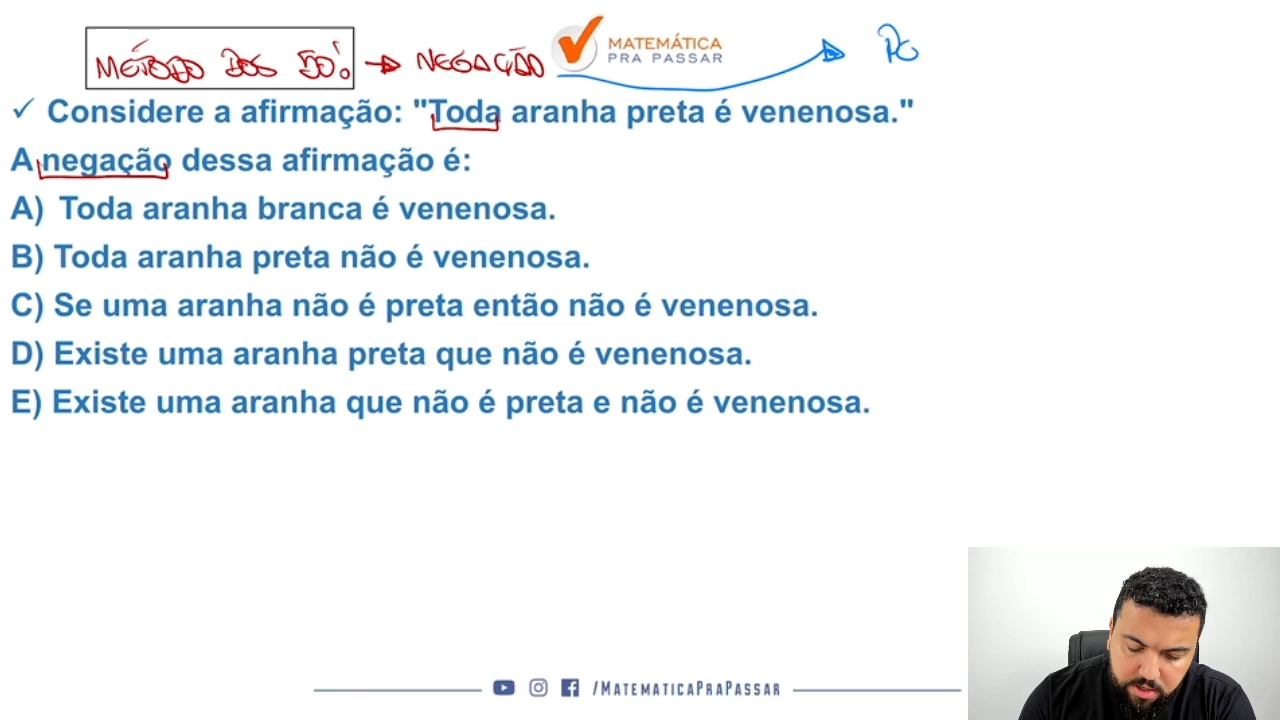 MÉTODO DOS 50! → NEGAÇÃO
MATEMÁTICA
PRA PASSAR
✓ Considere a afirmação: "Toda aranha preta é venenosa."
A negação dessa afirmação é:
A) Toda aranha branca é venenosa.
B) Toda aranha preta não é venenosa.
C) Se uma aranha não é preta então não é venenosa.
D) Existe uma aranha preta que não é venenosa.
E) Existe uma aranha que não é preta e não é venenosa.
/MATEMATICAPRAPASSAR